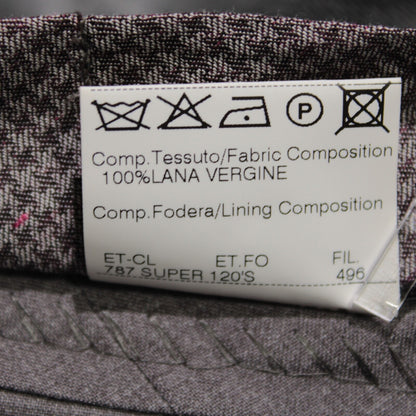 P
Comp.Tessuto/Fabric Composition
100%LANA VERGINE
Comp.Fodera/Lining Composition
ET-CL ET.FO FIL.
787 SUPER 120'S 496